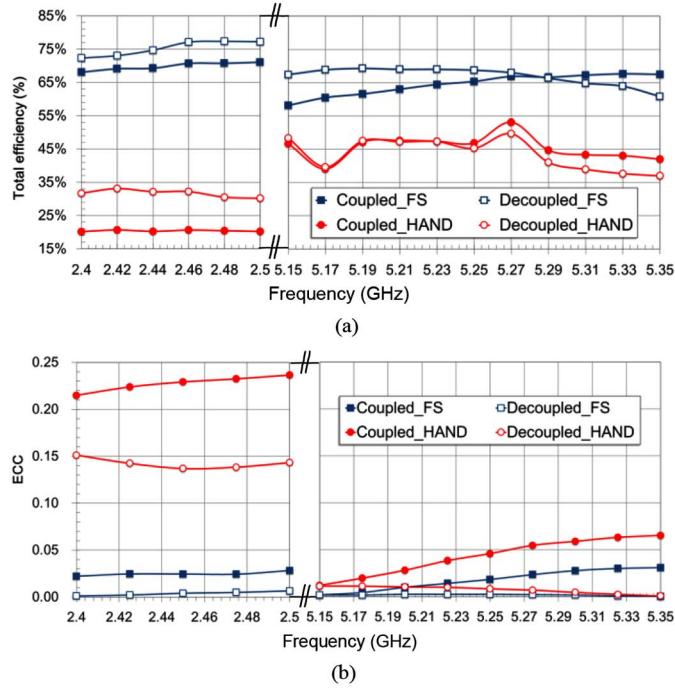 85%
75%
65%
55%
45%
35%
25%
15%
Total efficiency (%)
Coupled_FS Decoupled_FS
Coupled_HAND Decoupled_HAND
2.4 2.42 2.44 2.46 2.48 2.5 5.15 5.17 5.19 5.21 5.23 5.25 5.27 5.29 5.31 5.33 5.35
Frequency (GHz)
(a)
0.25
0.20
0.15
0.10
0.05
0.00
ECC
Coupled_FS Decoupled_FS
Coupled_HAND Decoupled_HAND
2.4 2.42 2.44 2.46 2.48 2.5 5.15 5.17 5.19 5.21 5.23 5.25 5.27 5.29 5.31 5.33 5.35
Frequency (GHz)
(b)